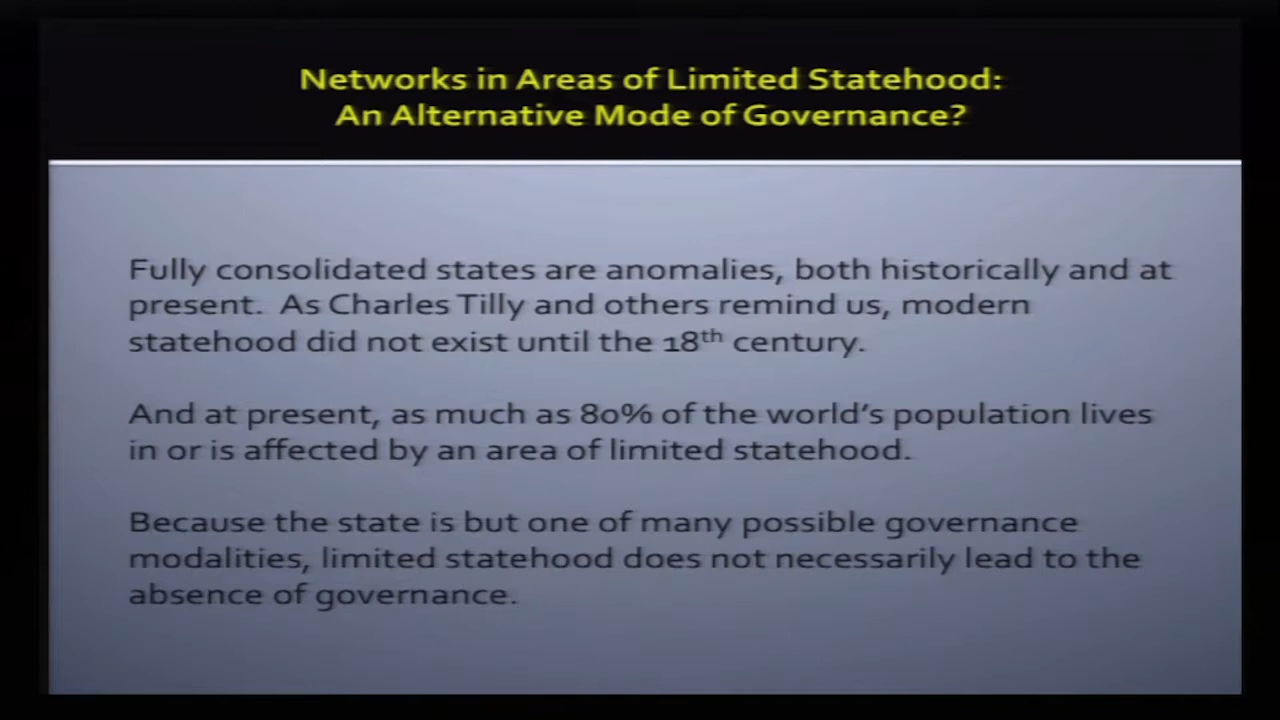 Networks in Areas of Limited Statehood:
An Alternative Mode of Governance?
Fully consolidated states are anomalies, both historically and at
present.  As Charles Tilly and others remind us, modern
statehood did not exist until the 18th century.
And at present, as much as 80% of the world's population lives
in or is affected by an area of limited statehood.
Because the state is but one of many possible governance
modalities, limited statehood does not necessarily lead to the
absence of governance.